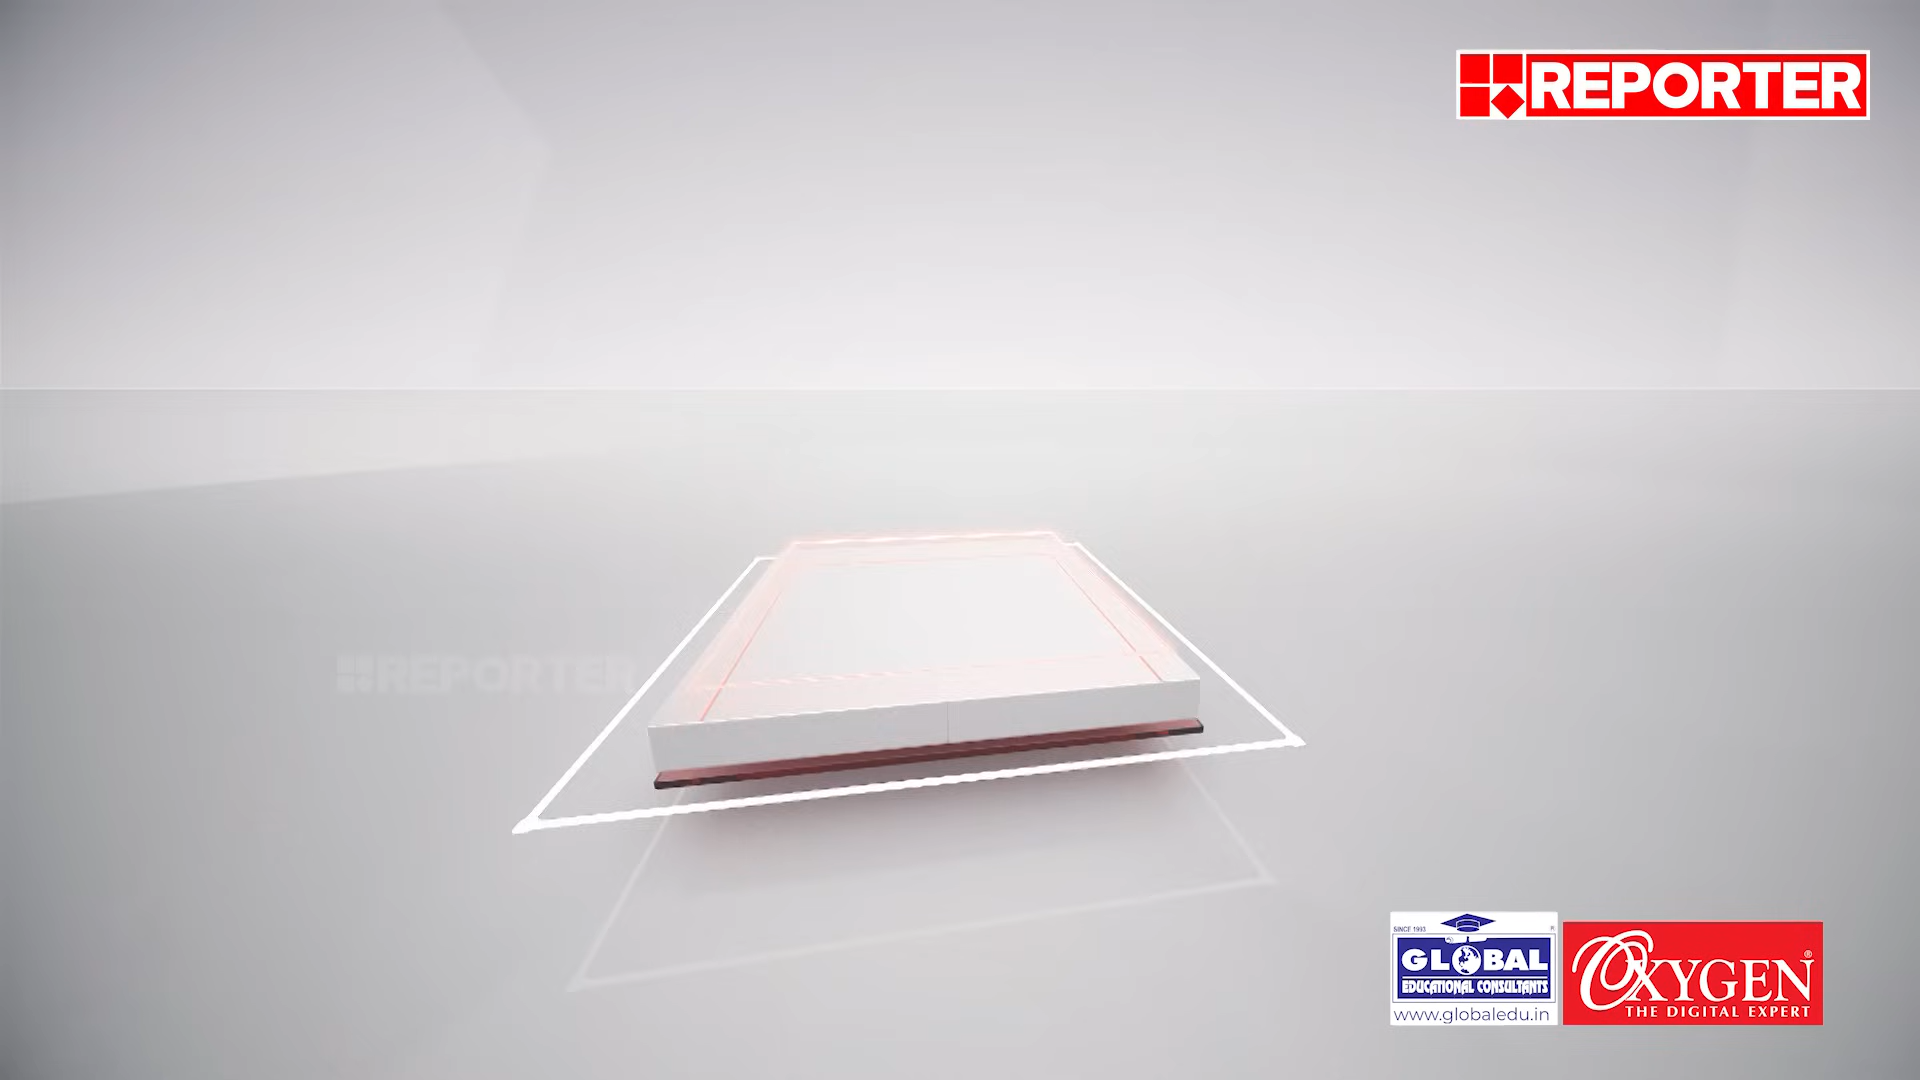 REPORTER
REPORTER
SINCE 1993
®
GLOBAL
EDUCATIONAL CONSULTANTS
www.globaledu.in
OXYGEN®
THE DIGITAL EXPERT